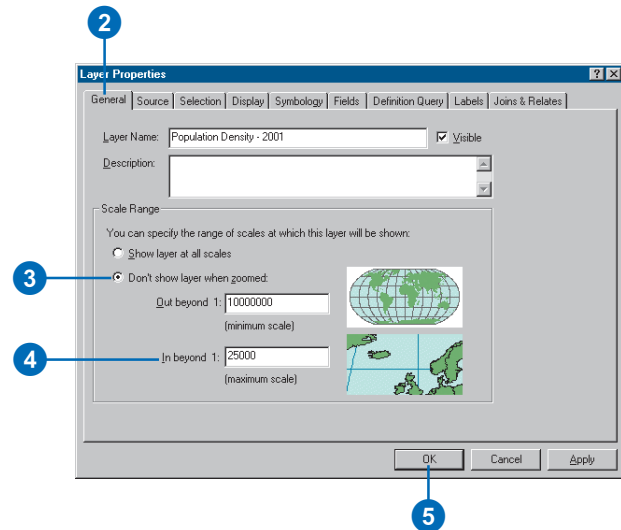 2
Layer Properties
General Source Selection Display Symbology Fields Definition Query Labels Joins & Relates
Layer Name: Population Density - 2001 Visible
Description:
Scale Range
You can specify the range of scales at which this layer will be shown:
Show layer at all scales
3 Don't show layer when zoomed:
Out beyond 1: 10000000
(minimum scale)
4 In beyond 1: 25000
(maximum scale)
OK Cancel Apply
5